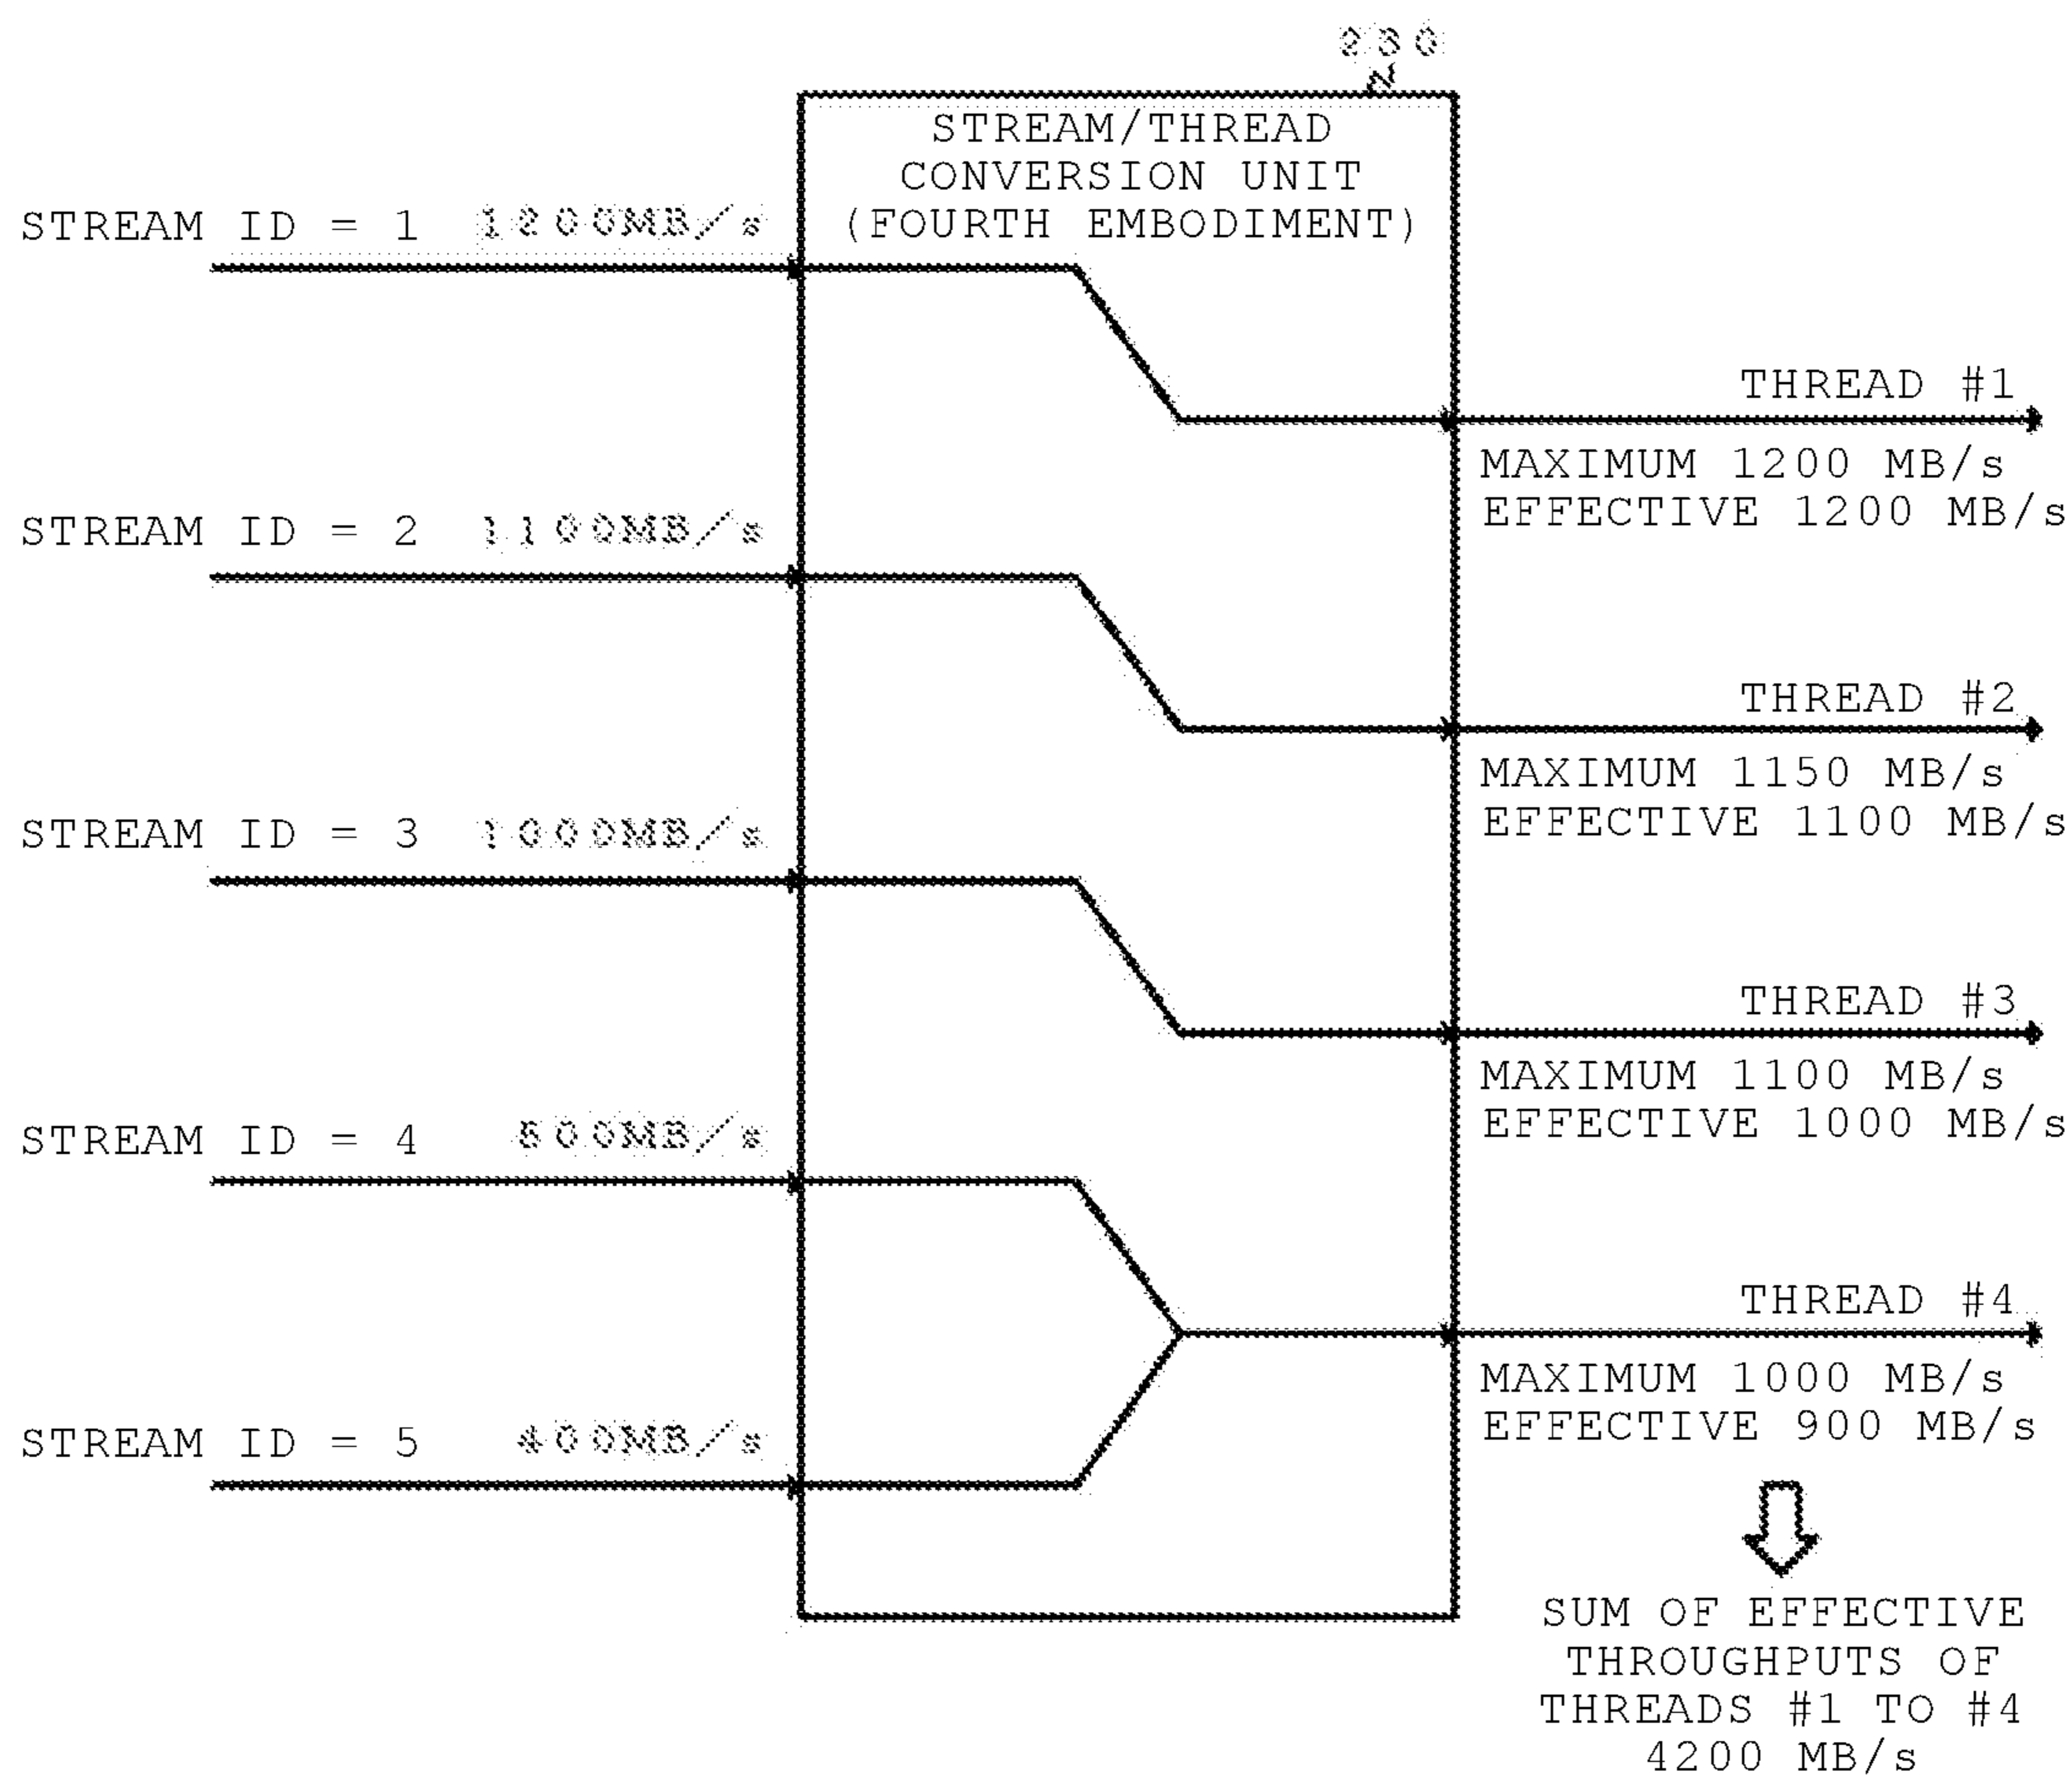 230
STREAM/THREAD
CONVERSION UNIT
(FOURTH EMBODIMENT)
STREAM ID = 1 1200MB/s
THREAD #1
MAXIMUM 1200 MB/s
EFFECTIVE 1200 MB/s
STREAM ID = 2 1100MB/s
THREAD #2
MAXIMUM 1150 MB/s
EFFECTIVE 1100 MB/s
STREAM ID = 3 1000MB/s
THREAD #3
MAXIMUM 1100 MB/s
EFFECTIVE 1000 MB/s
STREAM ID = 4 500MB/s
THREAD #4
MAXIMUM 1000 MB/s
EFFECTIVE 900 MB/s
STREAM ID = 5 400MB/s
SUM OF EFFECTIVE
THROUGHPUTS OF
THREADS #1 TO #4
4200 MB/s